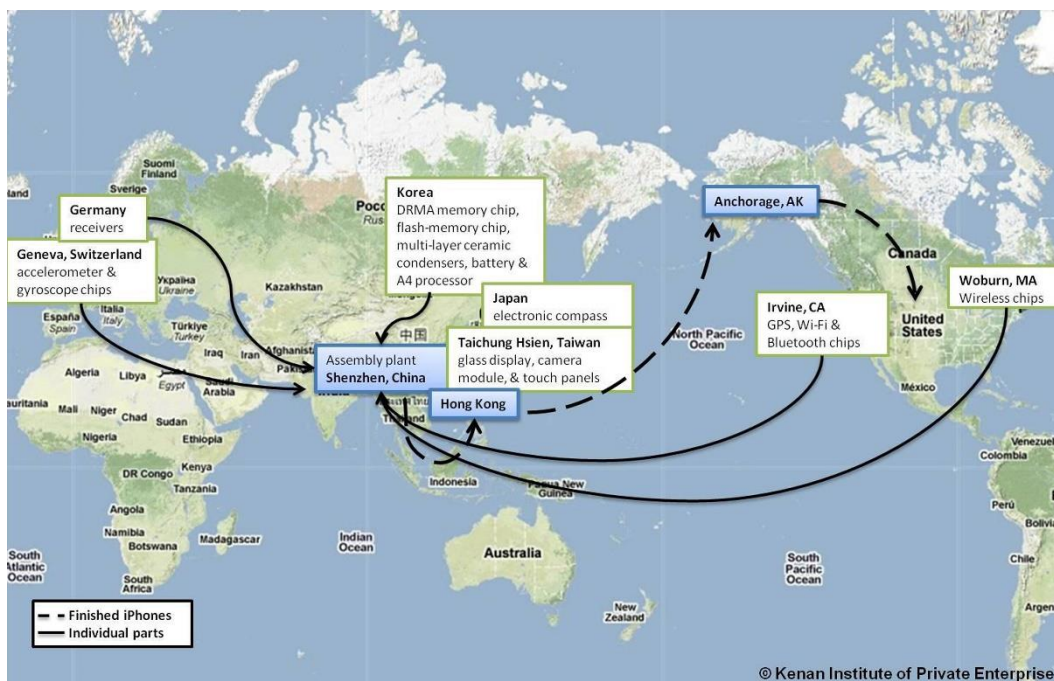 Suomi
Finland
Sverige
Norge
Germany
receivers
Geneva, Switzerland
accelerometer &
gyroscope chips
Korea
DRMA memory chip,
flash-memory chip,
multi-layer ceramic
condensers, battery &
A4 processor
Anchorage, AK
Canada
Woburn, MA
Wireless chips
Irvine, CA
GPS, Wi-Fi &
Bluetooth chips
United
States
Japan
electronic compass
Taichung Hsien, Taiwan
glass display, camera
module, & touch panels
Assembly plant
Shenzhen, China
Hong Kong
North Pacific
Ocean
Україна
Ukraine
Kazakhstan
中国
España
Spain
Italia
Italy
Türkiye
Turkey
Iraq
Iran
Algeria
Libya
Egypt
Mali
Niger
Chad
Sudan
Nigeria
Ethiopia
DR Congo
Kenya
Tanzania
Angola
Namibia
Botswana
Madagascar
South
Africa
South
Atlantic
Ocean
Indian
Ocean
Thailand
Indonesia
Papua New
Guinea
Australia
New
Zealand
South
Pacific
Ocean
México
Mexico
Colombia
Perú
Chile
Finished iPhones
Individual parts
© Kenan Institute of Private Enterprise